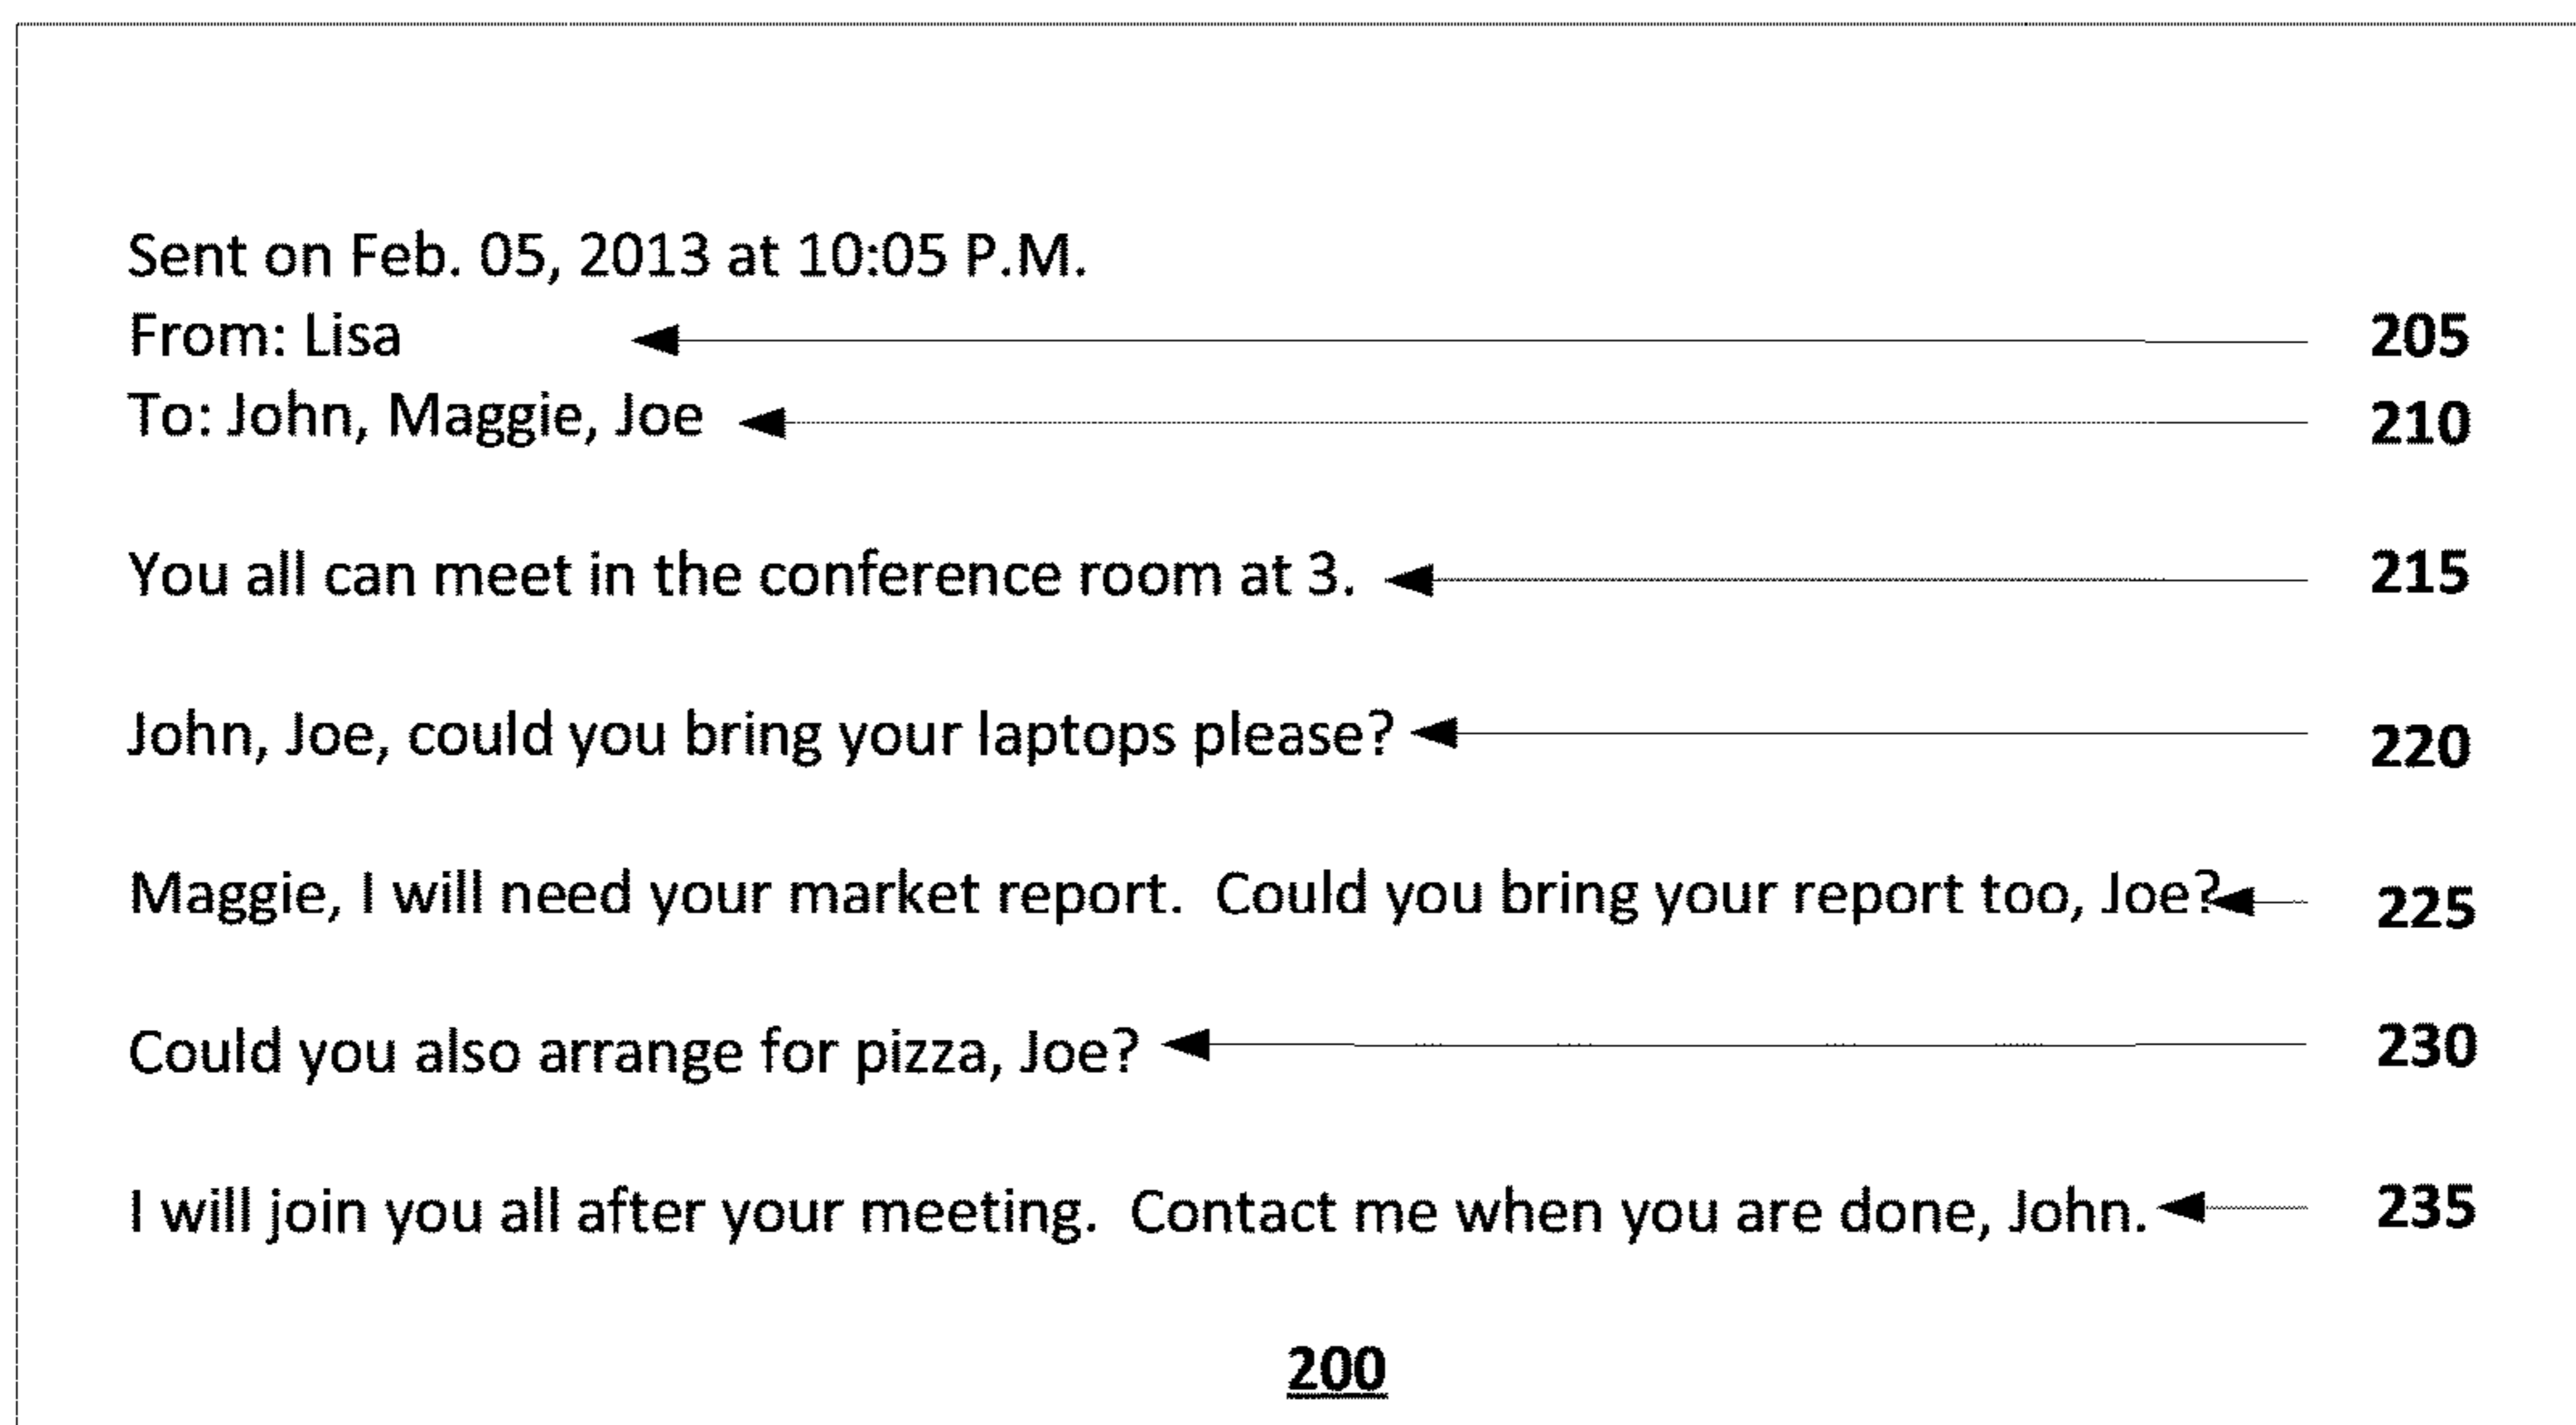 Sent on Feb. 05, 2013 at 10:05 P.M.
From: Lisa 205
To: John, Maggie, Joe 210
You all can meet in the conference room at 3. 215
John, Joe, could you bring your laptops please? 220
Maggie, I will need your market report.  Could you bring your report too, Joe? 225
Could you also arrange for pizza, Joe? 230
I will join you all after your meeting.  Contact me when you are done, John. 235
200